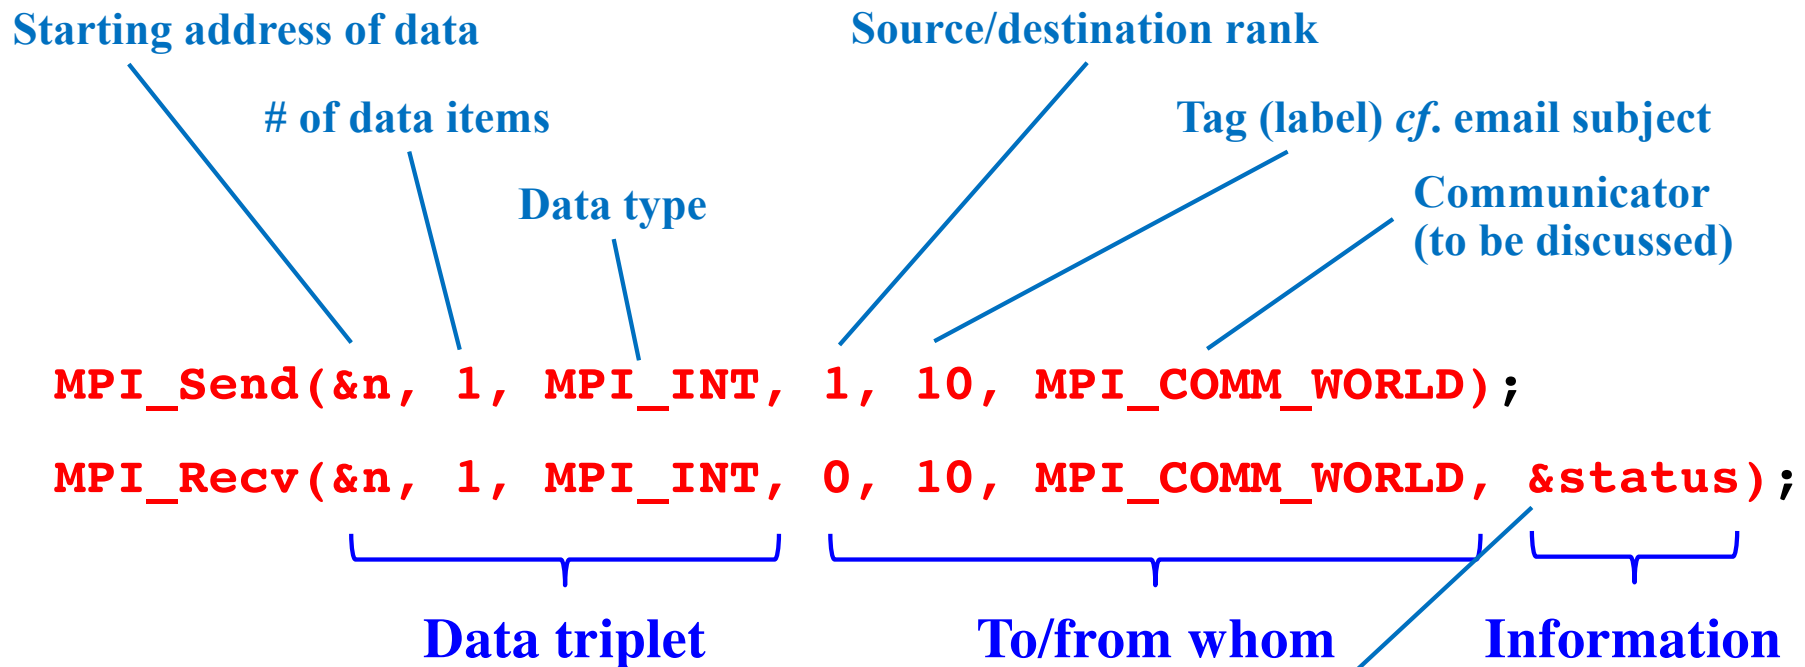 Starting address of data
Source/destination rank
# of data items
Tag (label) cf. email subject
Data type
Communicator
(to be discussed)
MPI_Send(&n, 1, MPI_INT, 1, 10, MPI_COMM_WORLD);
MPI_Recv(&n, 1, MPI_INT, 0, 10, MPI_COMM_WORLD, &status);
Data triplet
To/from whom
Information